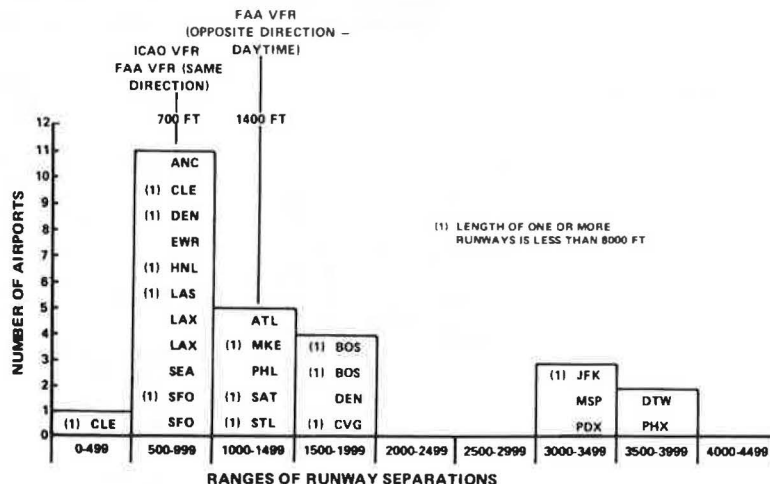 FAA VFR
(OPPOSITE DIRECTION –
DAYTIME)
ICAO VFR
FAA VFR (SAME
DIRECTION)
700 FT
1400 FT
NUMBER OF AIRPORTS
12
11
10
9
8
7
6
5
4
3
2
1
0
ANC
(1) CLE
(1) DEN
EWR
(1) HNL
(1) LAS
LAX
LAX
SEA
(1) SFO
SFO
(1) CLE
ATL
(1) MKE
PHL
(1) SAT
(1) STL
(1) BOS
(1) BOS
DEN
(1) CVG
(1) LENGTH OF ONE OR MORE
RUNWAYS IS LESS THAN 8000 FT
(1) JFK
MSP
PDX
DTW
PHX
0-499 500-999 1000-1499 1500-1999 2000-2499 2500-2999 3000-3499 3500-3999 4000-4499
RANGES OF RUNWAY SEPARATIONS